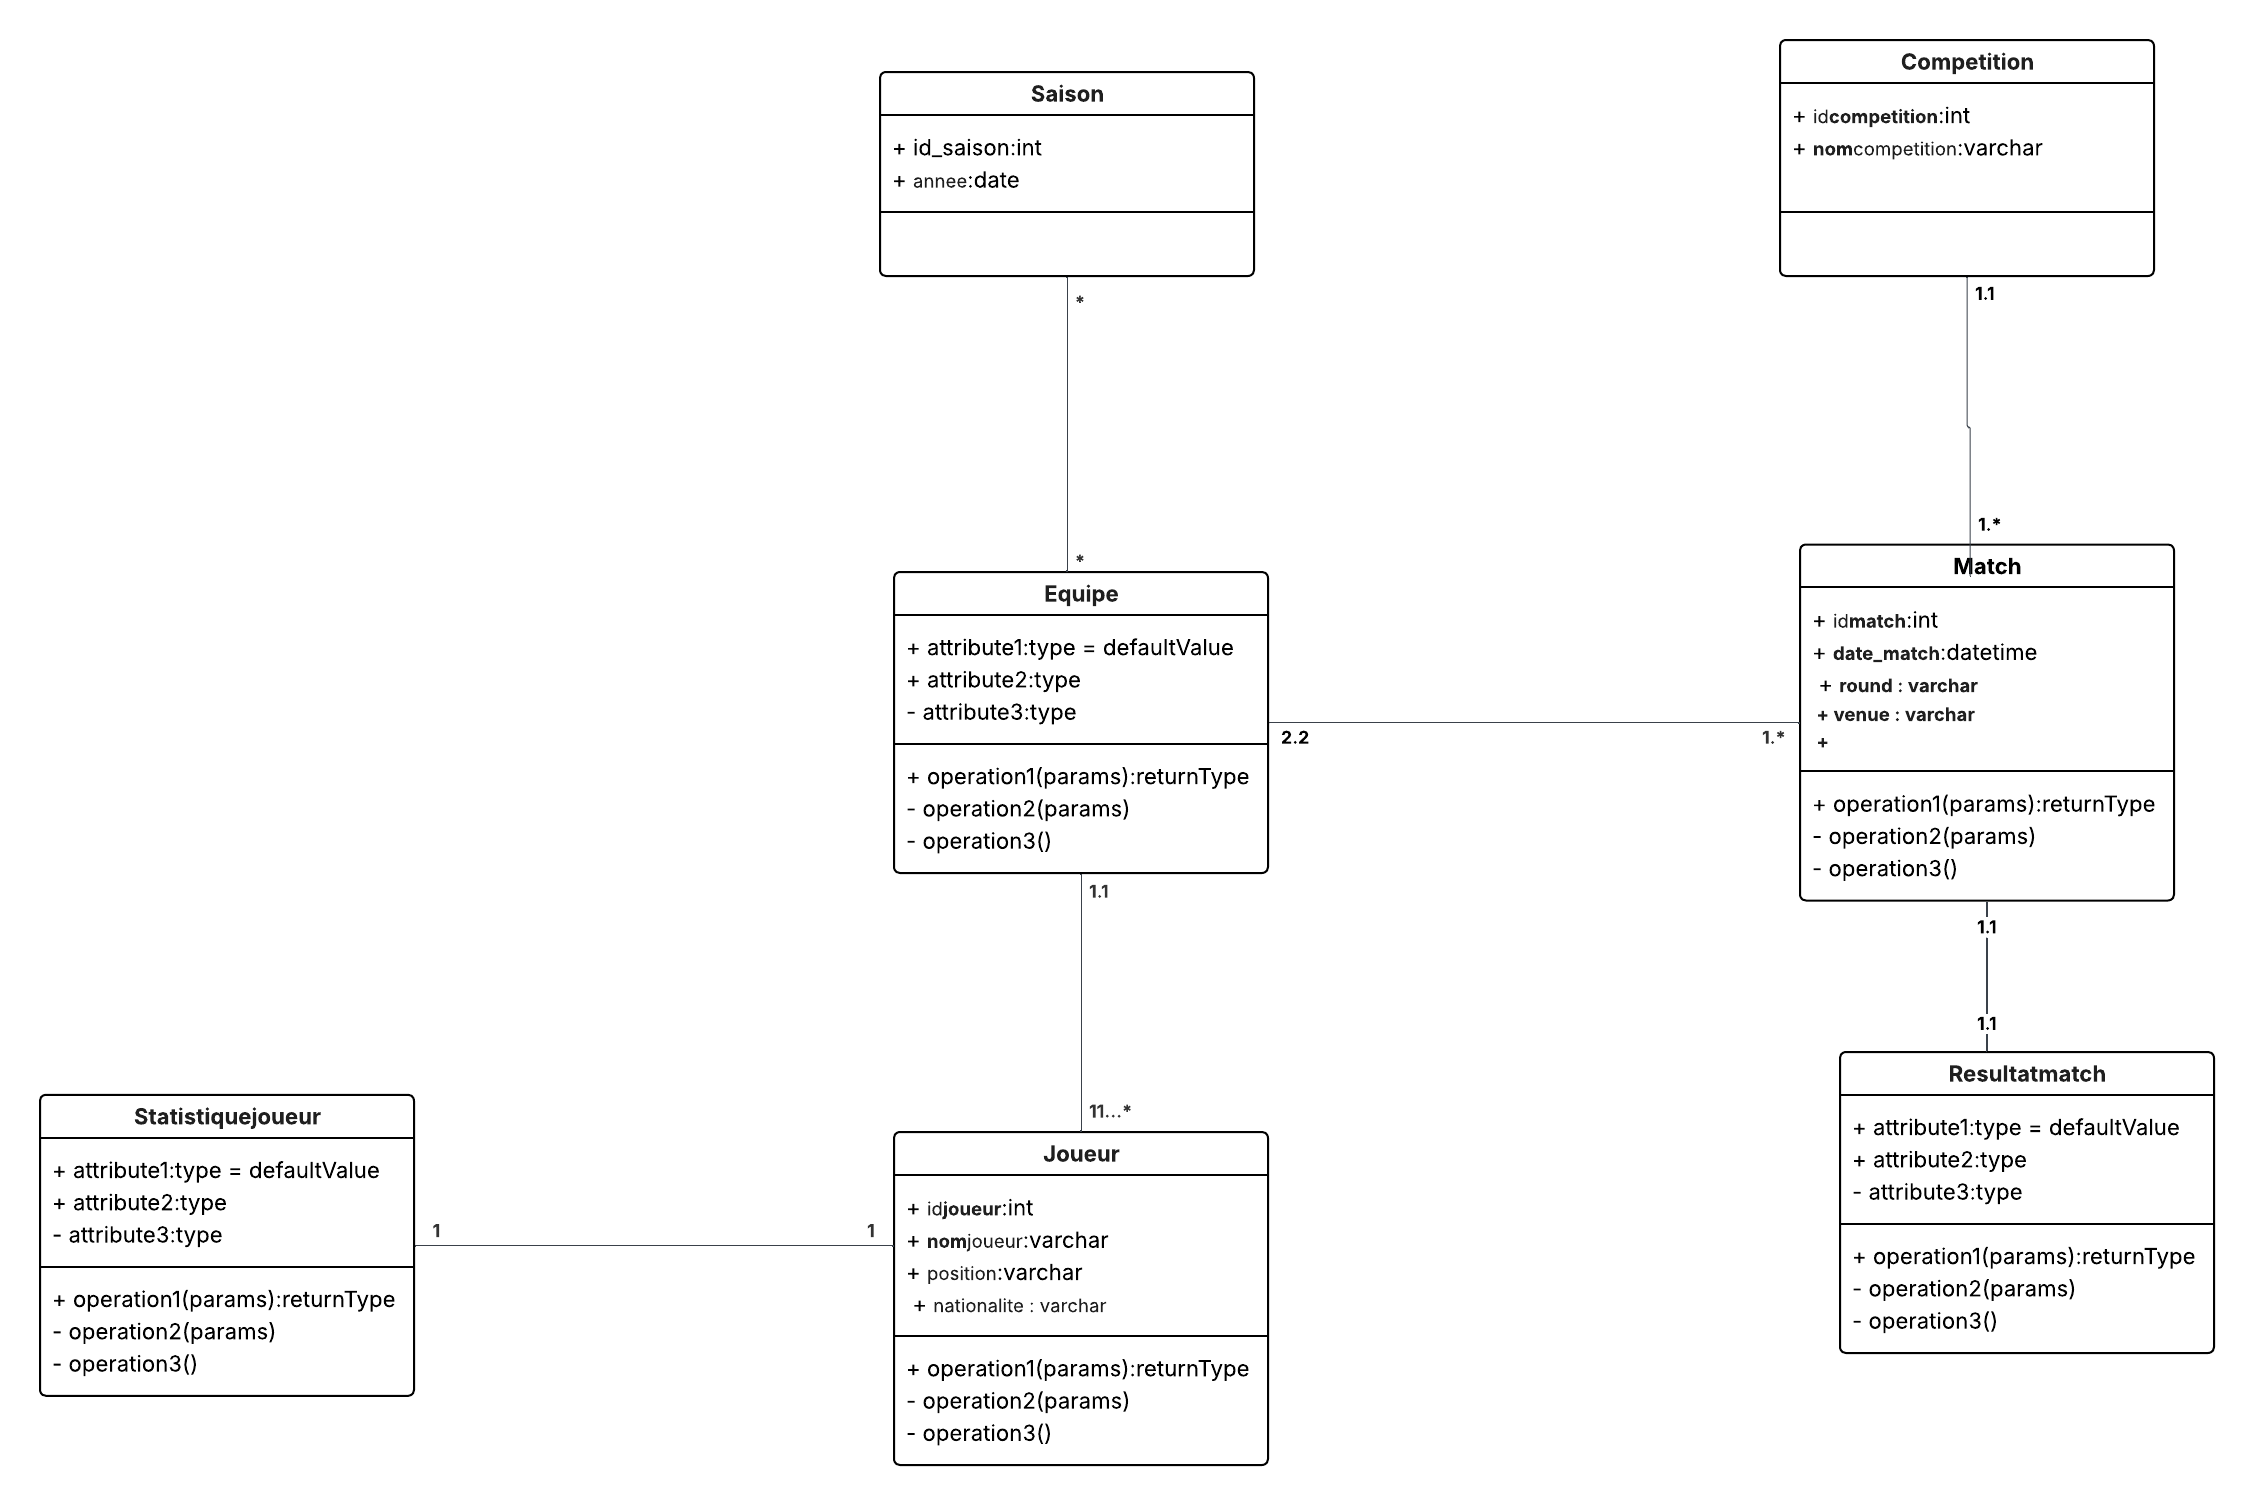 Saison
+ id_saison:int
+ annee:date
*
Competition
+ idcompetition:int
+ nomcompetition:varchar
1.1
1.*
*
Equipe
+ attribute1:type = defaultValue
+ attribute2:type
- attribute3:type
+ operation1(params):returnType
- operation2(params)
- operation3()
2.2
1.*
1.1
Match
+ idmatch:int
+ date_match:datetime
+ round : varchar
+ venue : varchar
+
+ operation1(params):returnType
- operation2(params)
- operation3()
1.1
1.1
11...*
Statistiquejoueur
+ attribute1:type = defaultValue
+ attribute2:type
- attribute3:type
+ operation1(params):returnType
- operation2(params)
- operation3()
1
1
Joueur
+ idjoueur:int
+ nomjoueur:varchar
+ position:varchar
+ nationalite : varchar
+ operation1(params):returnType
- operation2(params)
- operation3()
Resultatmatch
+ attribute1:type = defaultValue
+ attribute2:type
- attribute3:type
+ operation1(params):returnType
- operation2(params)
- operation3()